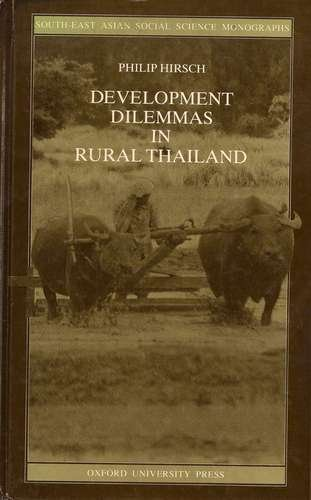 SOUTH-EAST ASIAN SOCIAL SCIENCE MONOGRAPHS
PHILIP HIRSCH
DEVELOPMENT
DILEMMAS
IN
RURAL THAILAND
OXFORD UNIVERSITY PRESS